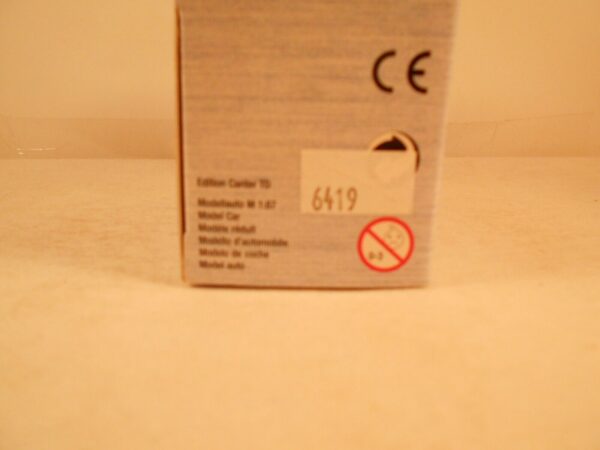 CE
6419
Edition Canter TD
Modellauto M 1:87
Model Car
Modèle réduit
Modello d'automobile
Modelo de coche
Model auto
0-3